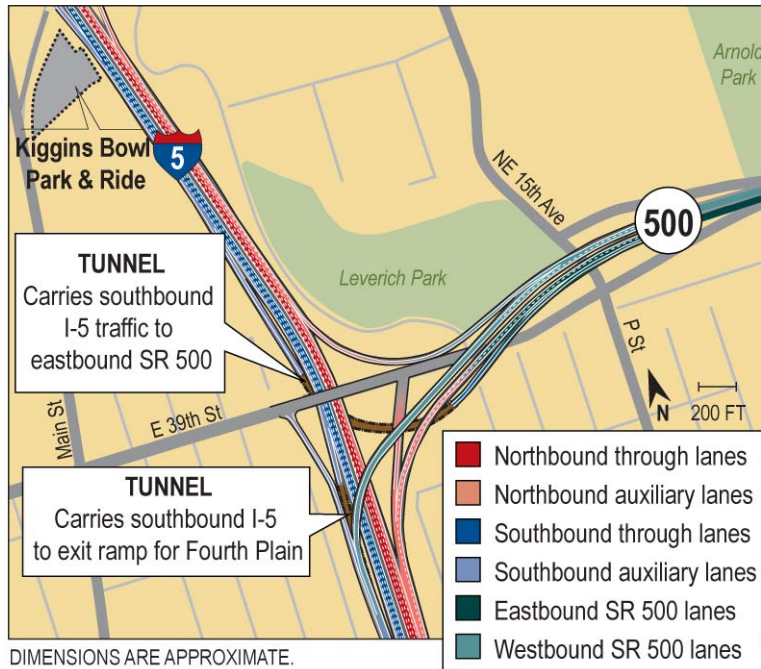 Arnold
Park
Kiggins Bowl
Park & Ride
5
NE 15th Ave
500
TUNNEL
Carries southbound
I-5 traffic to
eastbound SR 500
Leverich Park
P St
N
200 FT
Main St
E 39th St
TUNNEL
Carries southbound I-5
to exit ramp for Fourth Plain
Northbound through lanes
Northbound auxiliary lanes
Southbound through lanes
Southbound auxiliary lanes
Eastbound SR 500 lanes
Westbound SR 500 lanes
DIMENSIONS ARE APPROXIMATE.